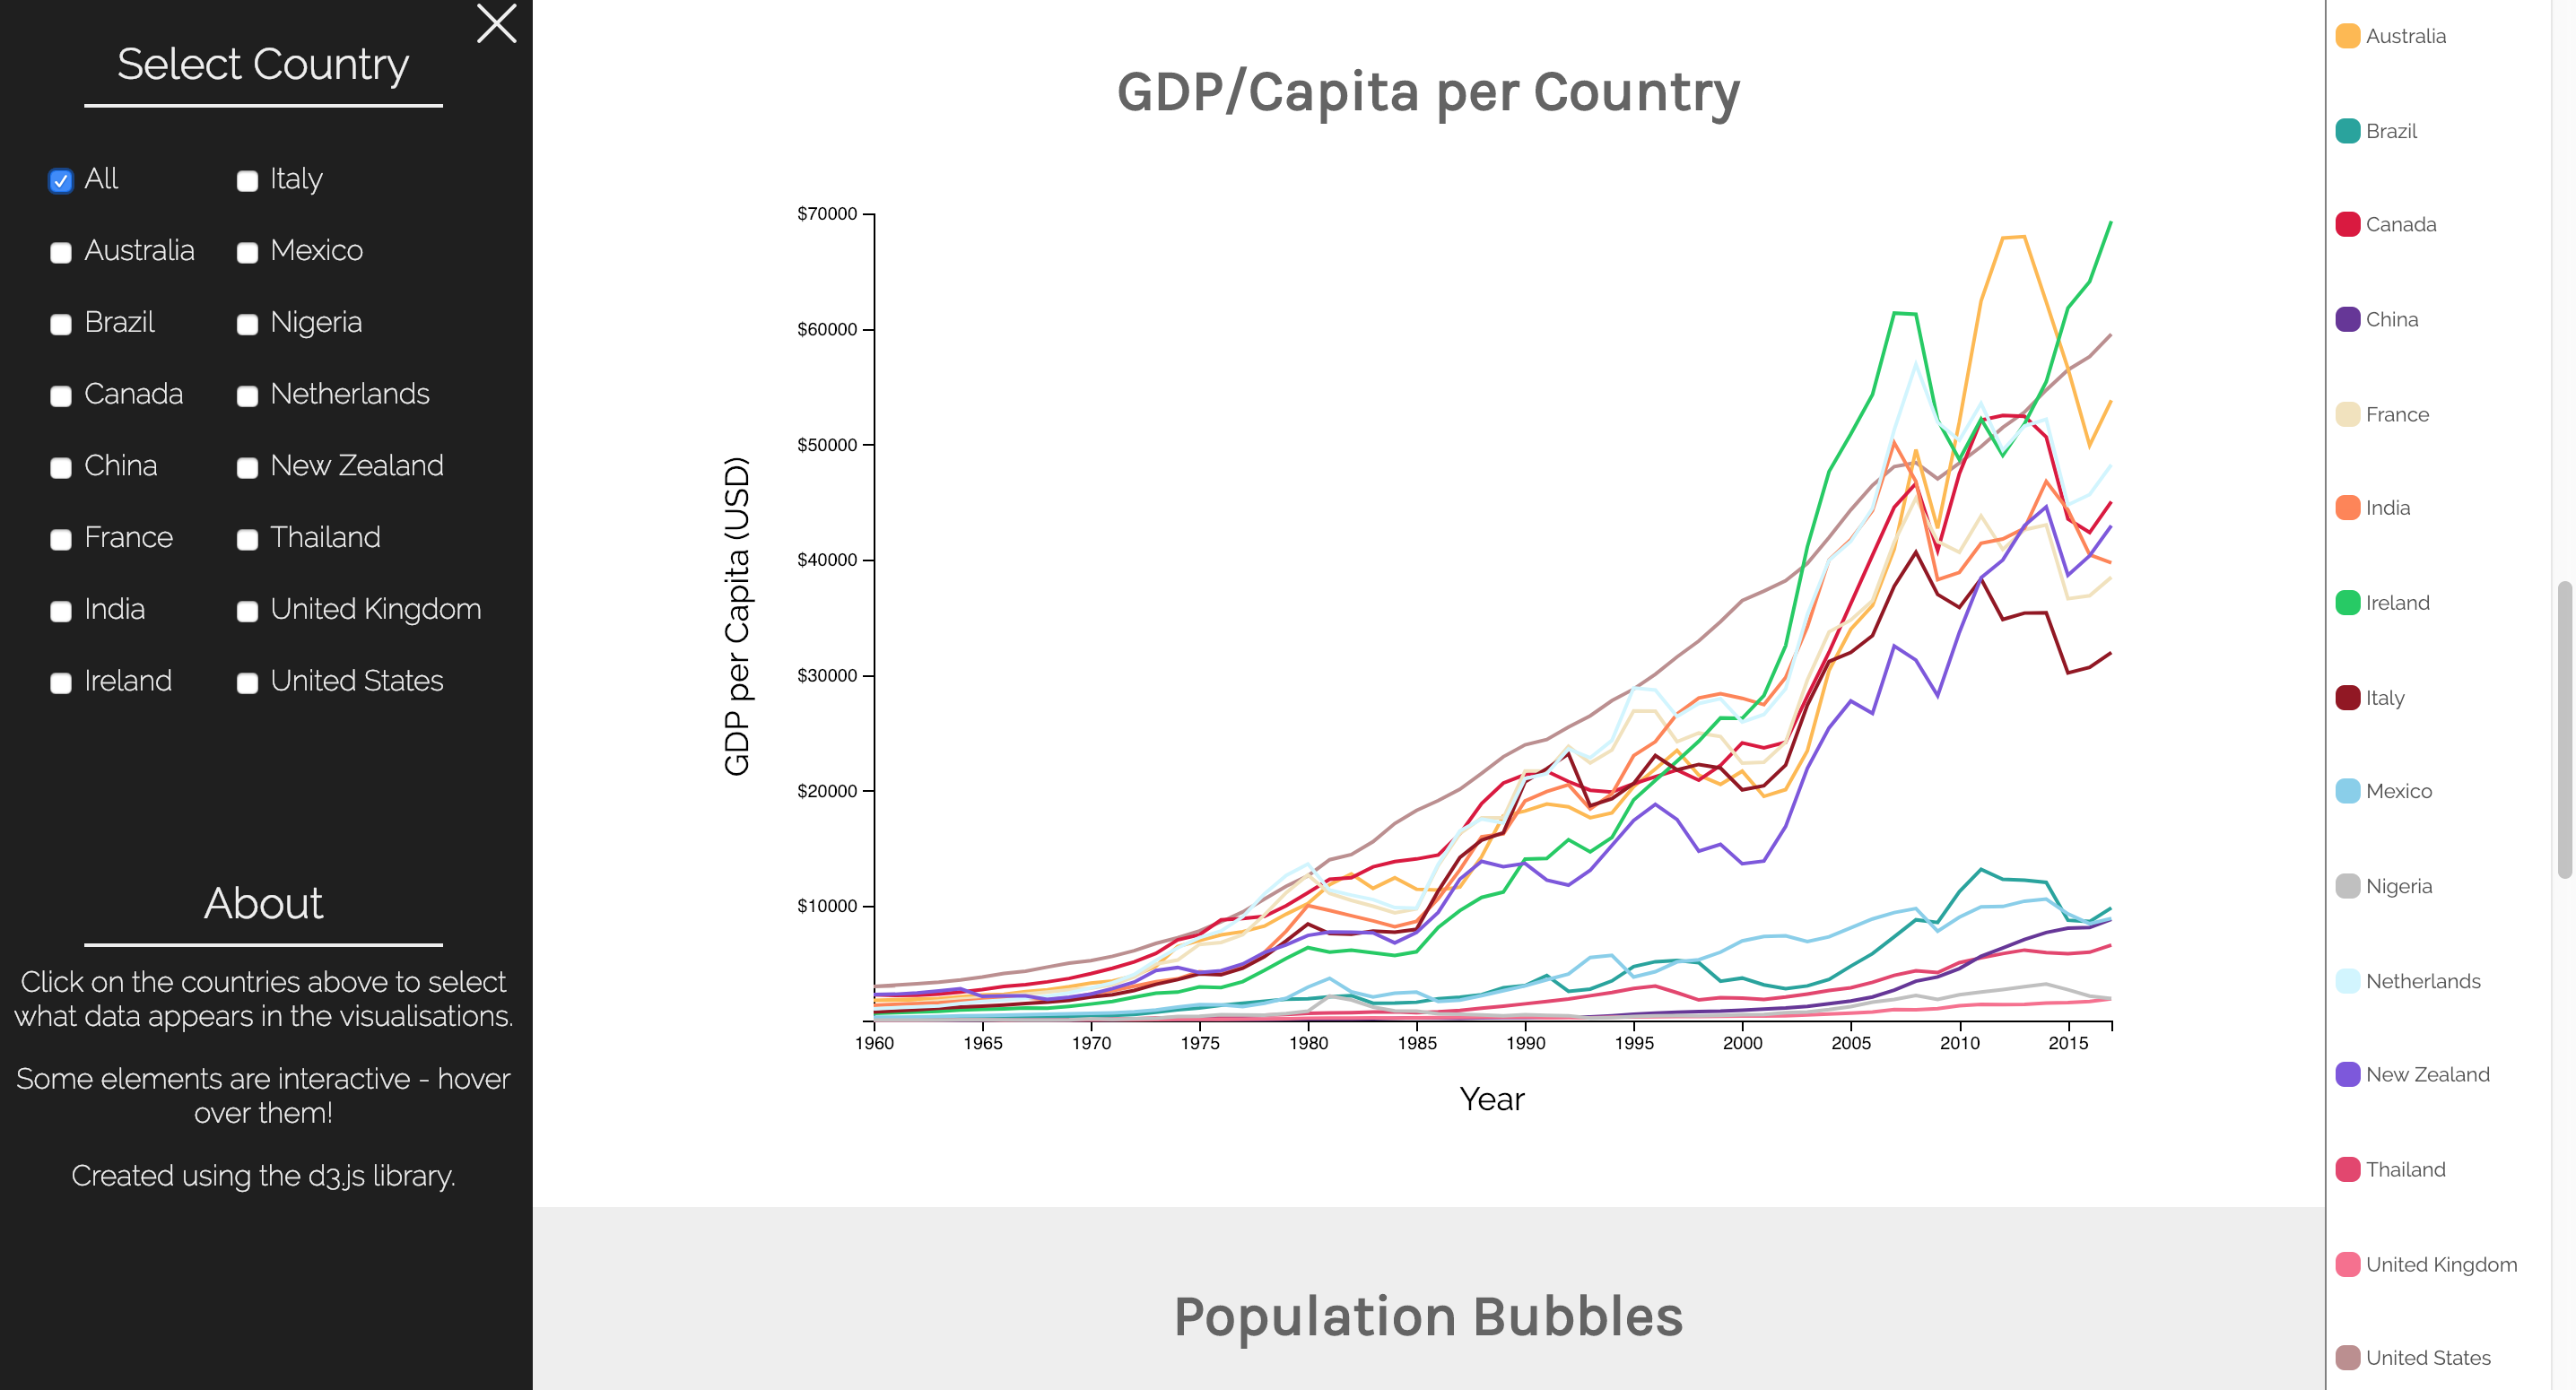 Select Country
All
Italy
Australia
Mexico
Brazil
Nigeria
Canada
Netherlands
China
New Zealand
France
Thailand
India
United Kingdom
Ireland
United States
About
Click on the countries above to select
what data appears in the visualisations.
Some elements are interactive - hover
over them!
Created using the d3.js library.
GDP/Capita per Country
GDP per Capita (USD)
$70000
$60000
$50000
$40000
$30000
$20000
$10000
1960
1965
1970
1975
1980
1985
1990
1995
2000
2005
2010
2015
Year
Population Bubbles
Australia
Brazil
Canada
China
France
India
Ireland
Italy
Mexico
Nigeria
Netherlands
New Zealand
Thailand
United Kingdom
United States